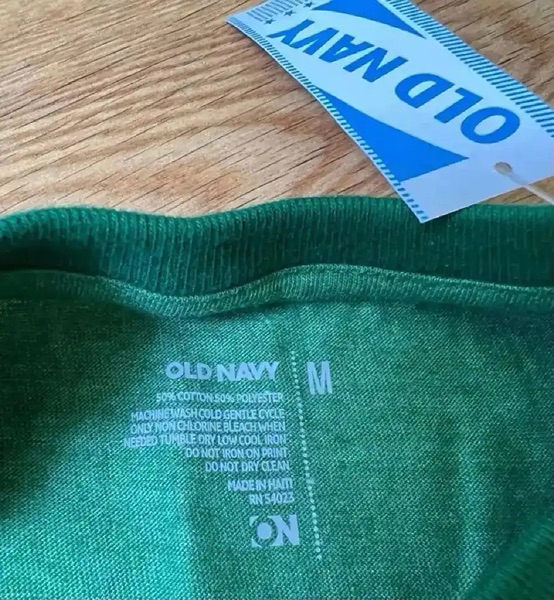 OLD NAVY
OLD NAVY
M
50% COTTON 50% POLYESTER
MACHINE WASH COLD GENTLE CYCLE
ONLY NON CHLORINE BLEACH WHEN
NEEDED TUMBLE DRY LOW COOL IRON
DO NOT IRON ON PRINT
DO NOT DRY CLEAN
MADE IN HAITI
RN 54023
ON